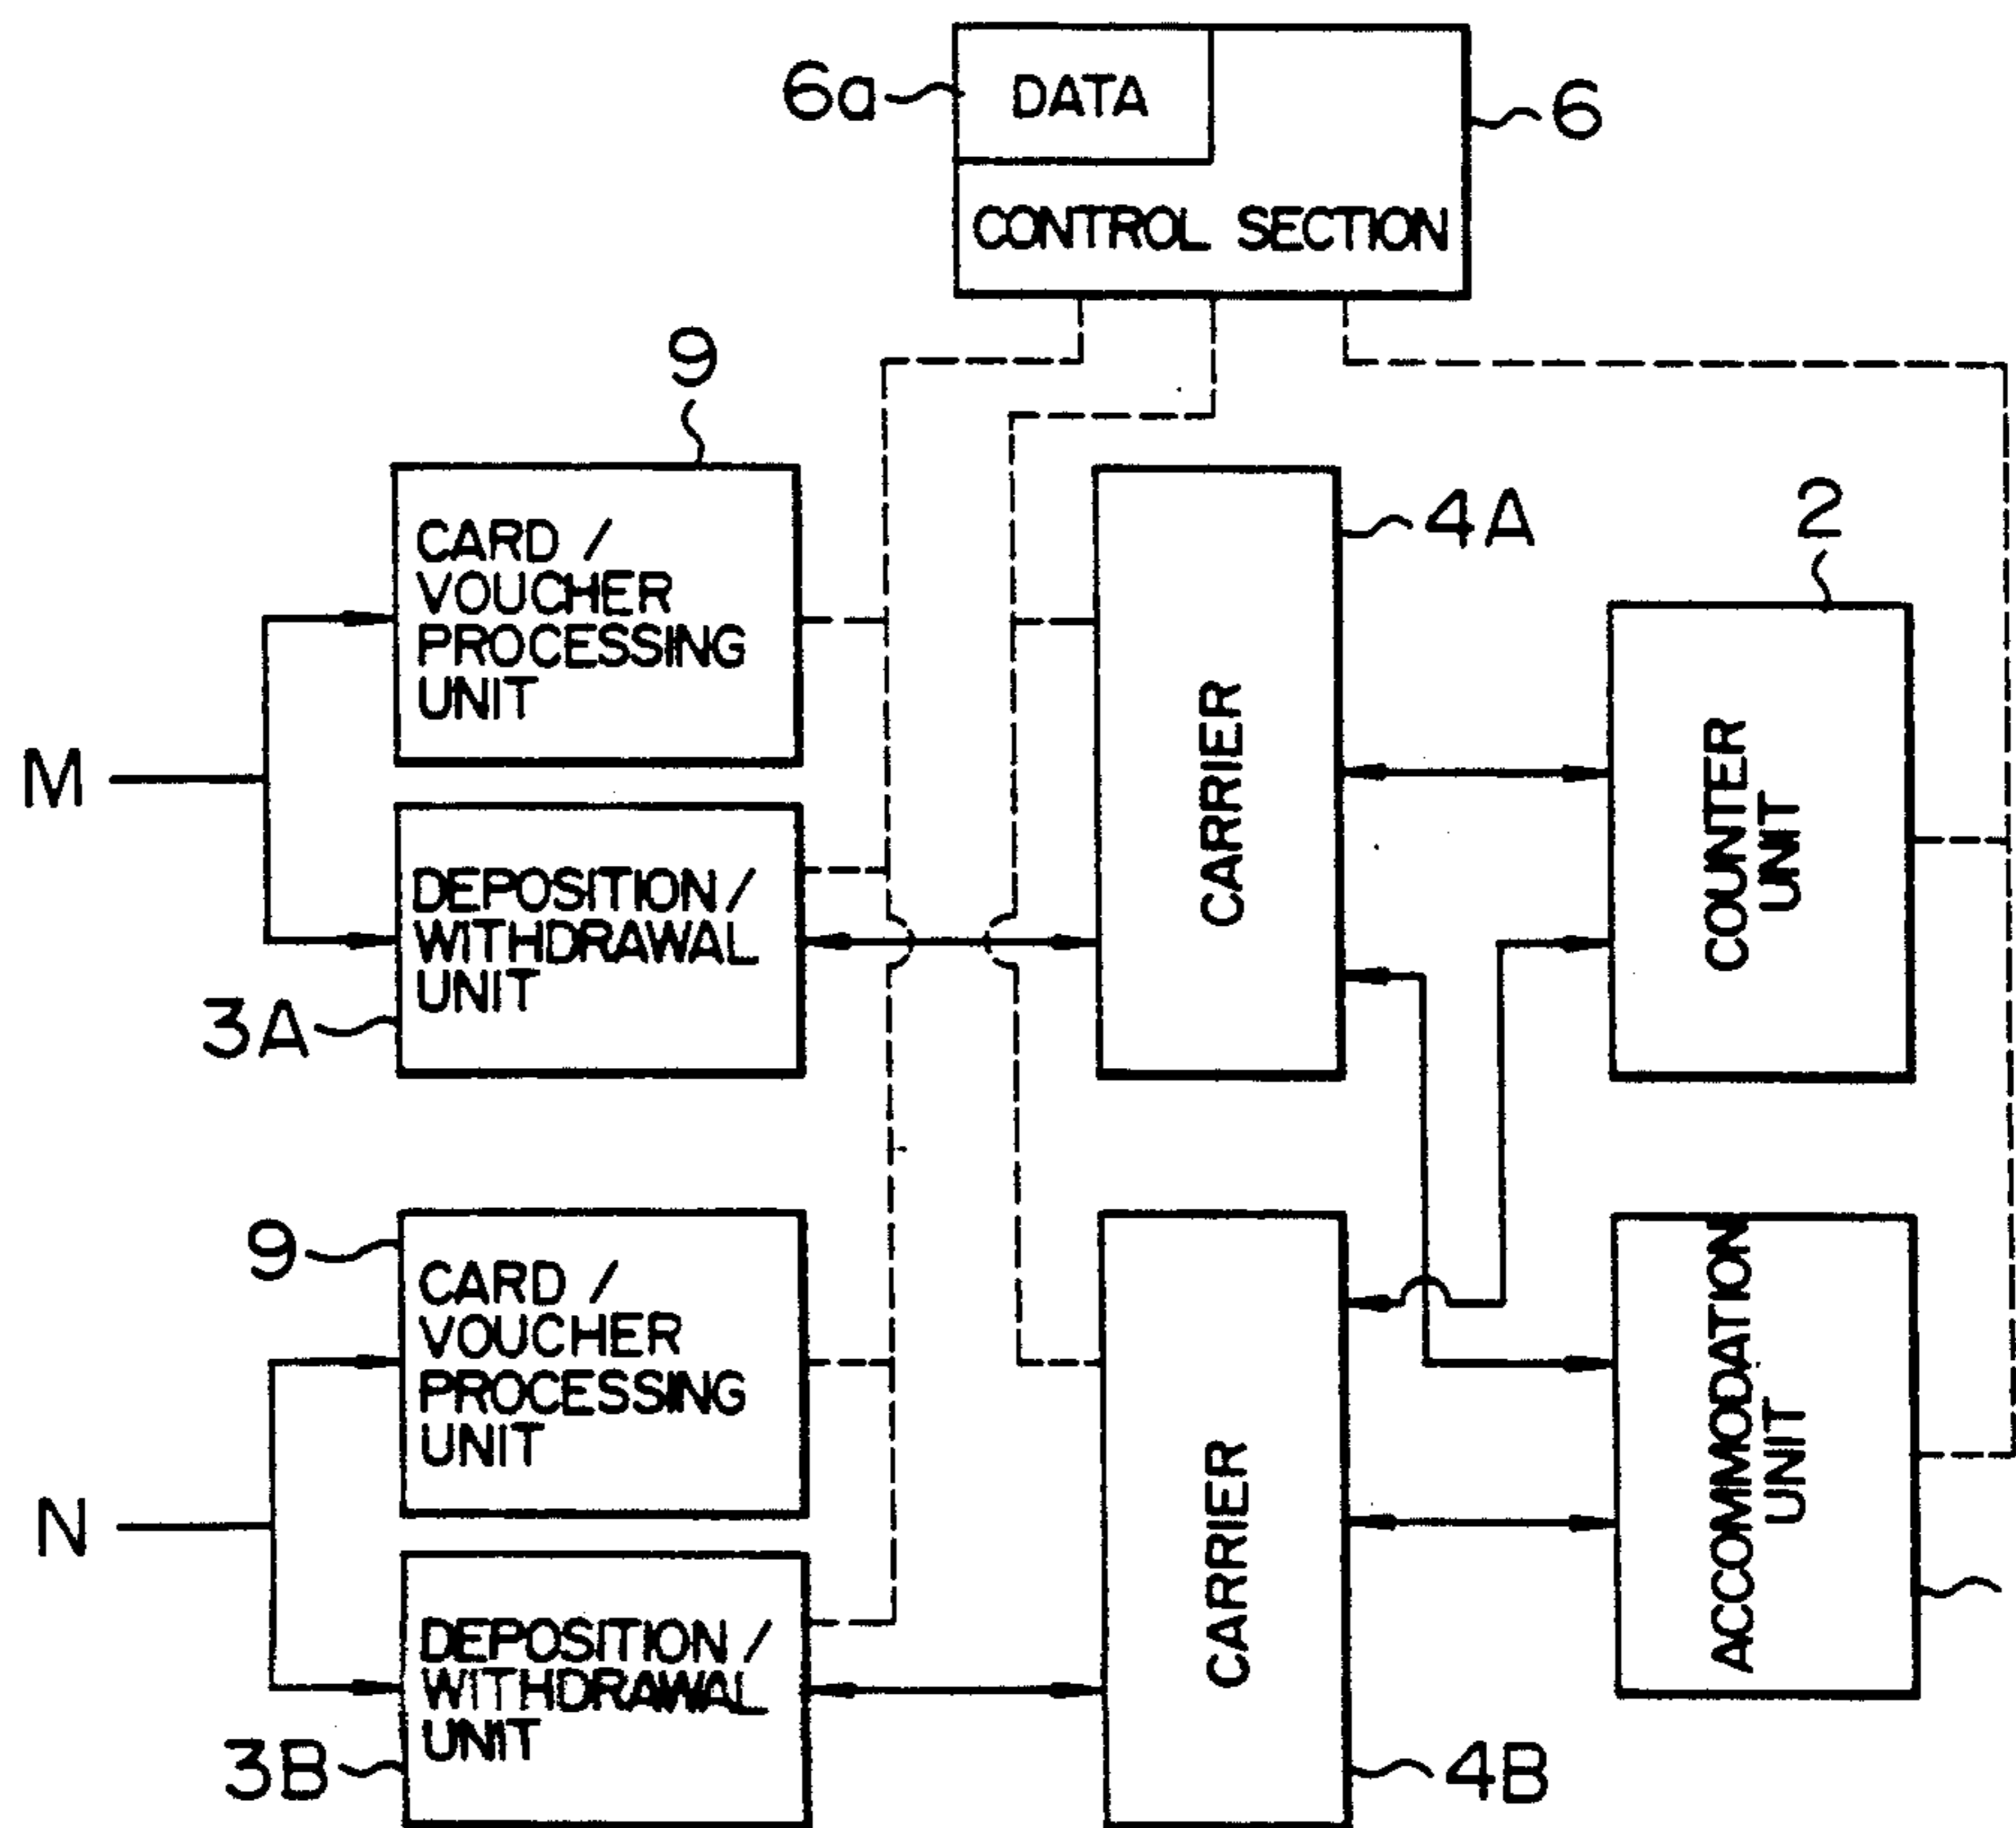 6a
DATA
6
CONTROL SECTION
9
CARD /
VOUCHER
PROCESSING
UNIT
4A
2
M
CARRIER
COUNTER
UNIT
DEPOSITION /
WITHDRAWAL
UNIT
3A
9
CARD /
VOUCHER
PROCESSING
UNIT
N
CARRIER
ACCOMMODATION
UNIT
DEPOSITION /
WITHDRAWAL
UNIT
3B
4B